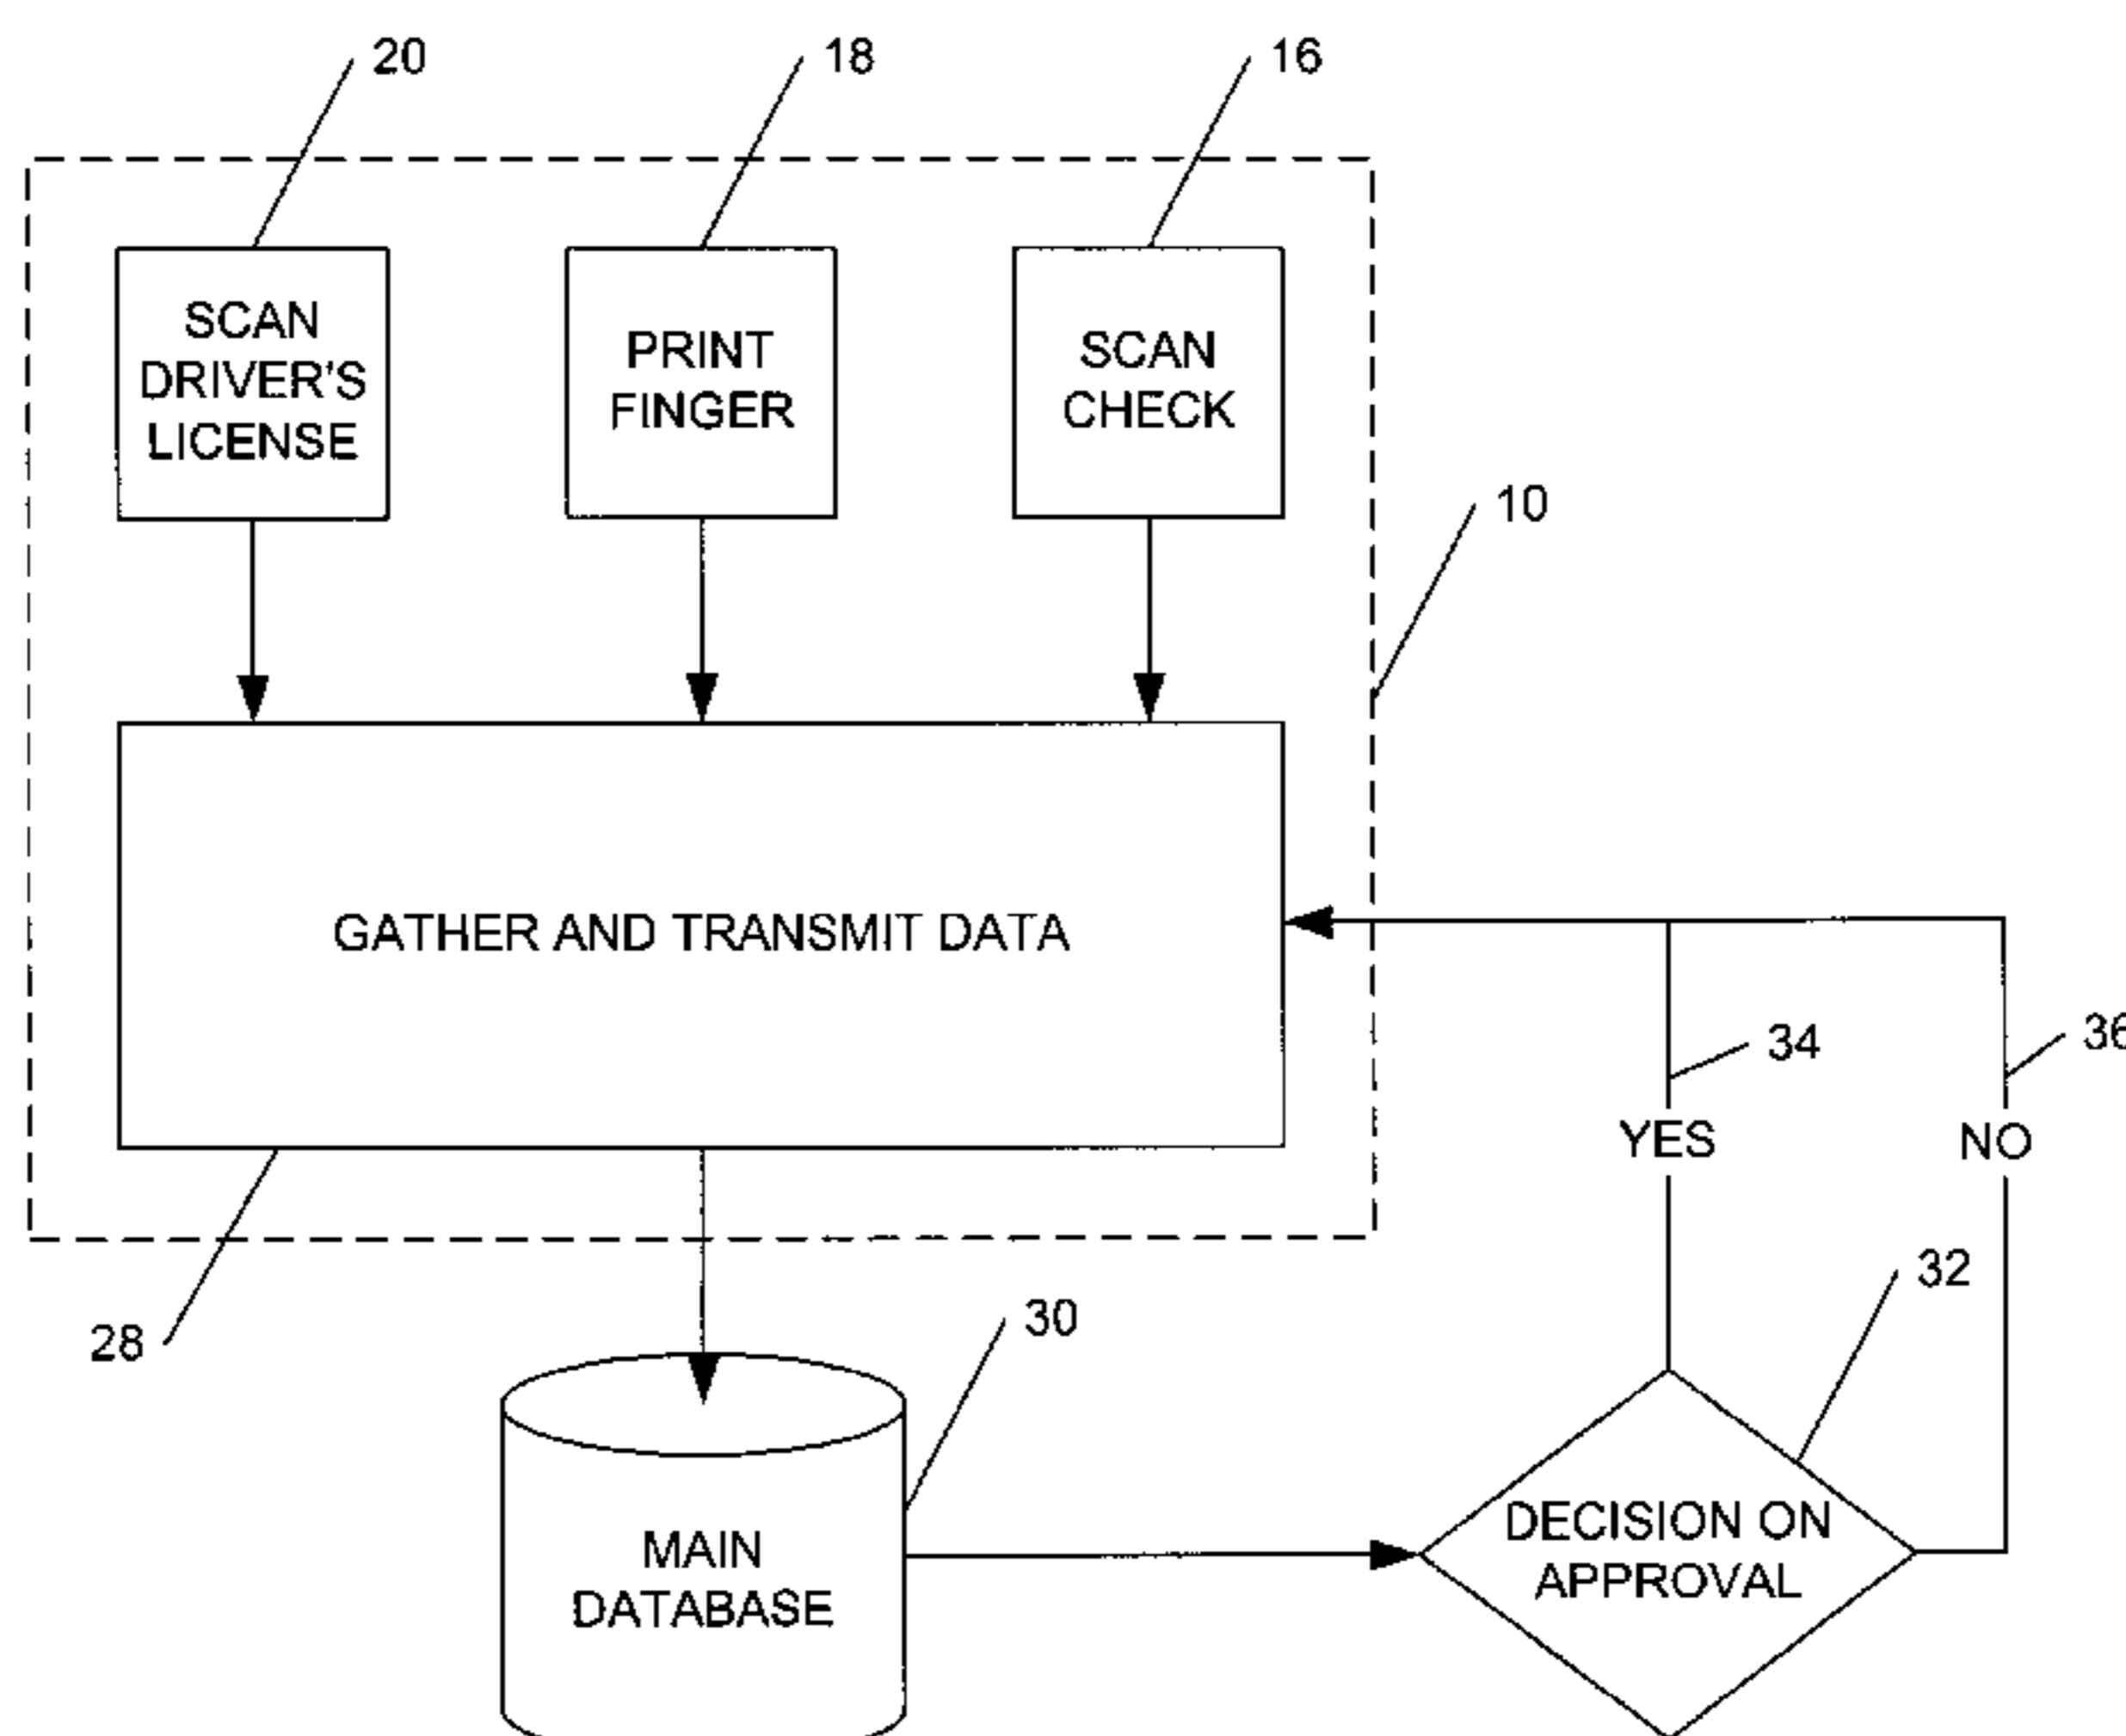 20
18
16
SCAN
DRIVER'S
LICENSE
PRINT
FINGER
SCAN
CHECK
10
GATHER AND TRANSMIT DATA
34
36
YES
NO
32
28
30
DECISION ON
APPROVAL
MAIN
DATABASE